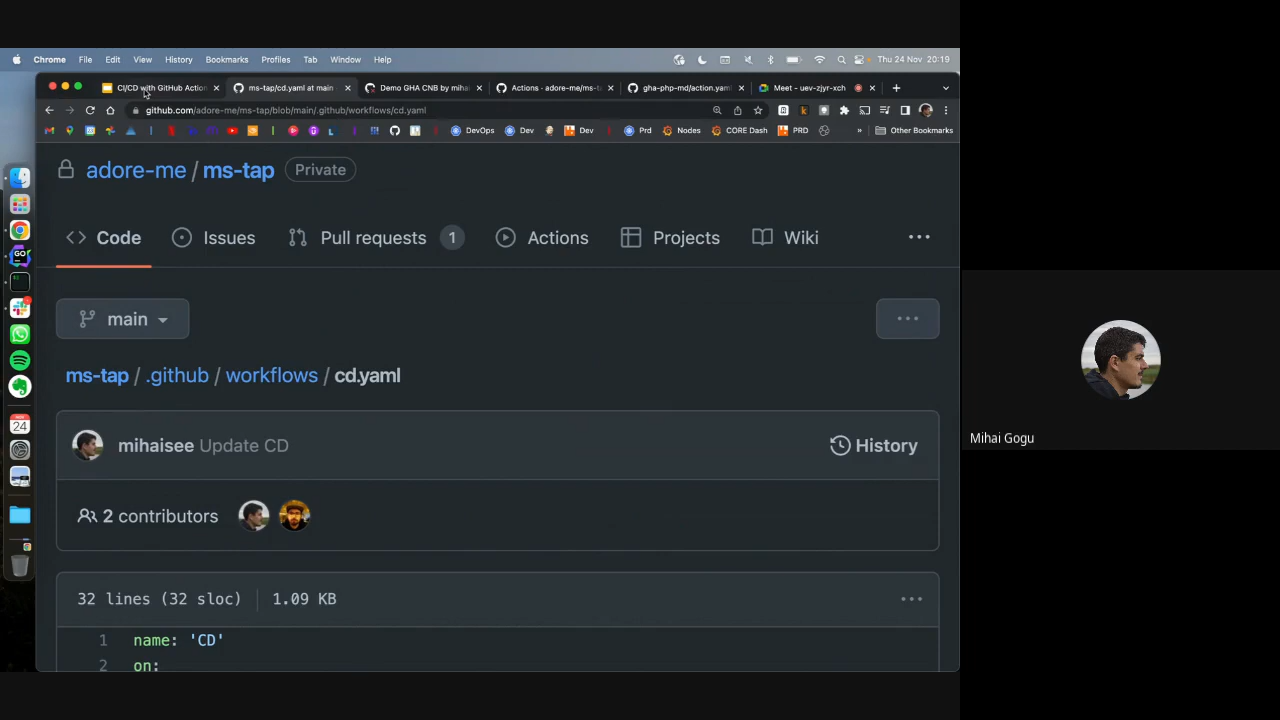 Chrome File Edit View History Bookmarks Profiles Tab Window Help Thu 24 Nov 20:19
CI/CD with GitHub Action ms-tap/cd.yaml at main Demo GHA CNB by mihai Actions · adore-me/ms-t gha-php-md/action.yaml Meet - uev-zjyr-xch
github.com/adore-me/ms-tap/blob/main/.github/workflows/cd.yaml
DevOps Dev Dev Prd Nodes CORE Dash PRD » Other Bookmarks
adore-me / ms-tap Private
Code Issues Pull requests 1 Actions Projects Wiki
main
ms-tap / .github / workflows / cd.yaml
mihaisee Update CD History
2 contributors
32 lines (32 sloc) 1.09 KB
1 name: 'CD'
2 on:
GO
24
Mihai Gogu